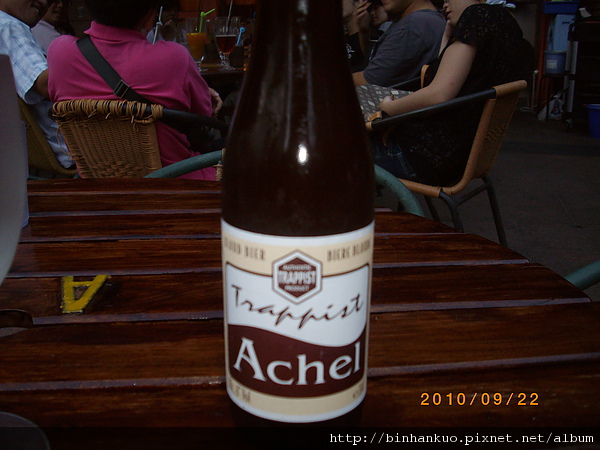 BLOND BIER
BIERE BLONDE
AUTHENTIC
TRAPPIST
PRODUCT
Trappist
Achel
A
2010/09/22
http://binhankuo.pixnet.net/album